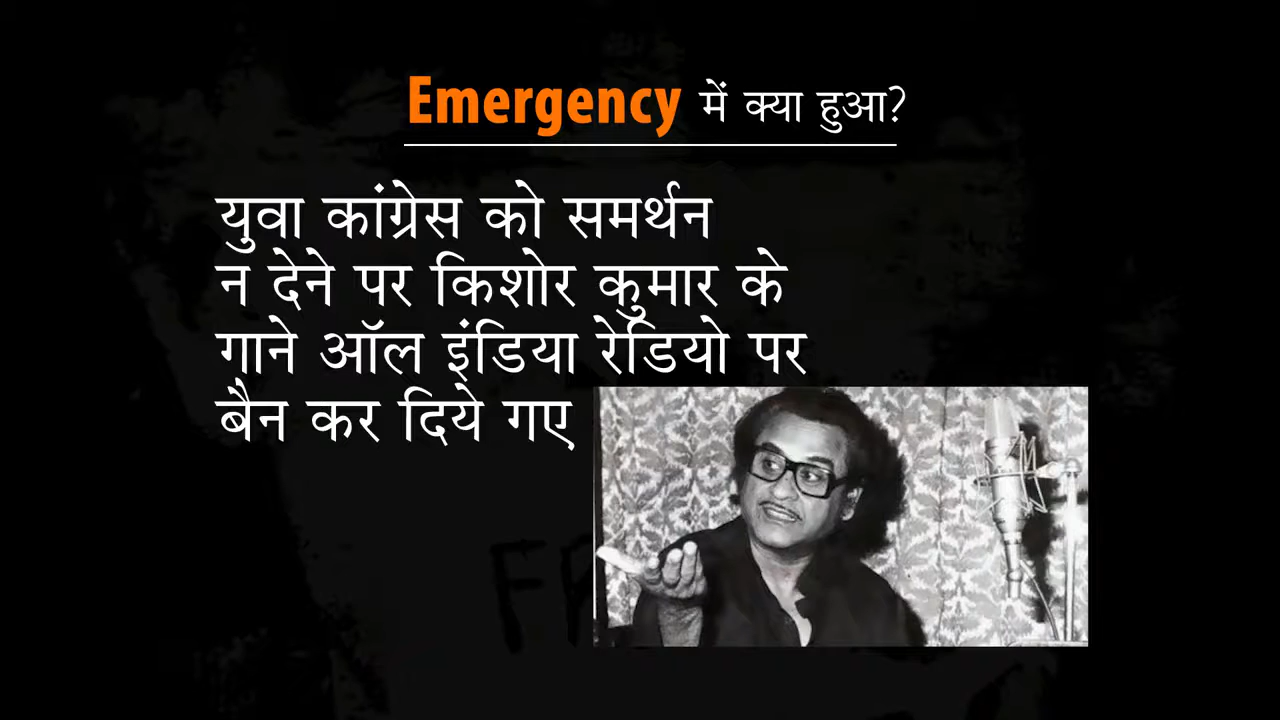 Emergency में क्या हुआ?
युवा कांग्रेस को समर्थन
न देने पर किशोर कुमार के
गाने ऑल इंडिया रेडियो पर
बैन कर दिये गए